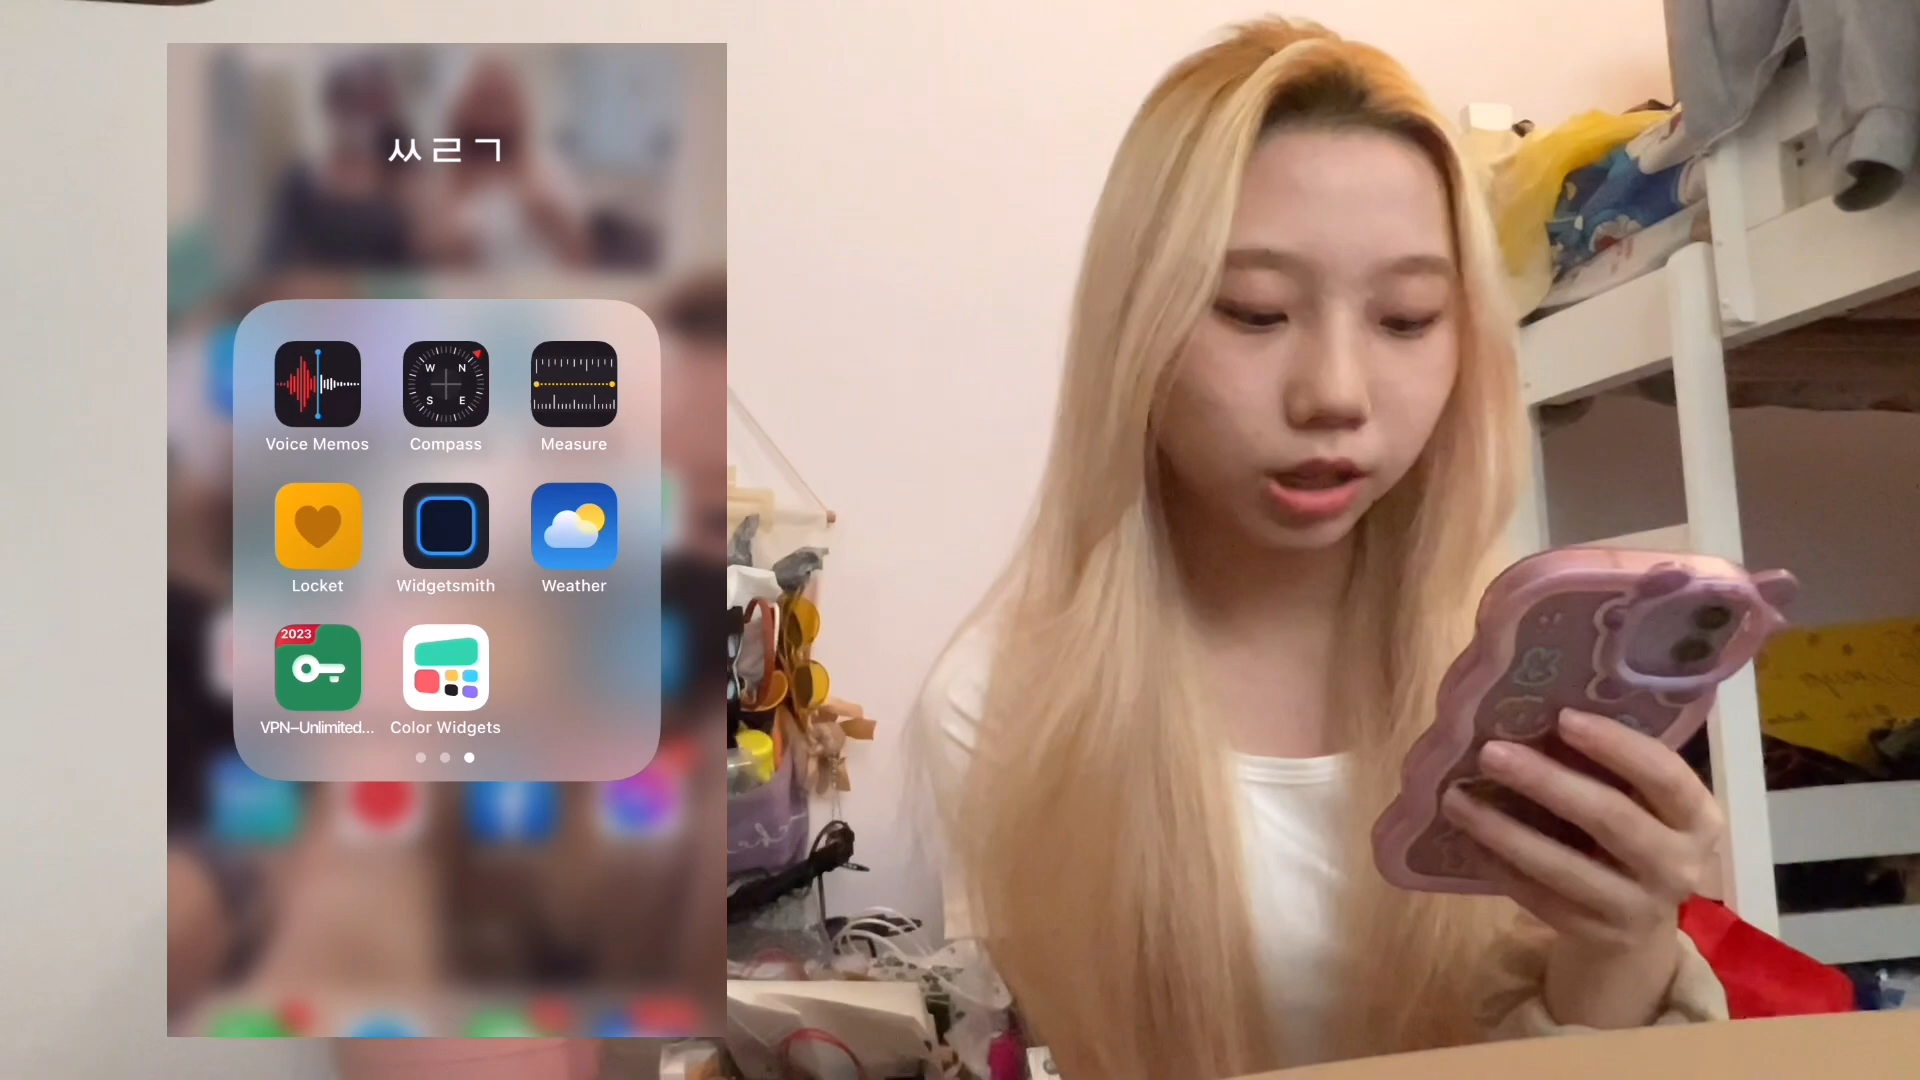 ㅆㄹㄱ
W N
S E
Voice Memos Compass Measure
Locket Widgetsmith Weather
2023
VPN–Unlimited... Color Widgets